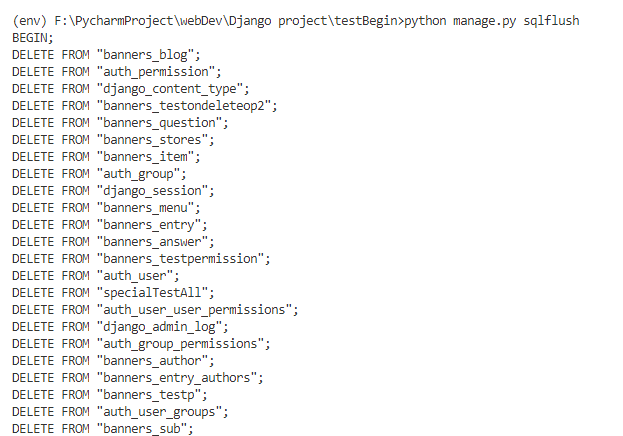 (env) F:\PycharmProject\webDev\Django project\testBegin>python manage.py sqlflush
BEGIN;
DELETE FROM "banners_blog";
DELETE FROM "auth_permission";
DELETE FROM "django_content_type";
DELETE FROM "banners_testondeleteop2";
DELETE FROM "banners_question";
DELETE FROM "banners_stores";
DELETE FROM "banners_item";
DELETE FROM "auth_group";
DELETE FROM "django_session";
DELETE FROM "banners_menu";
DELETE FROM "banners_entry";
DELETE FROM "banners_answer";
DELETE FROM "banners_testpermission";
DELETE FROM "auth_user";
DELETE FROM "specialTestAll";
DELETE FROM "auth_user_user_permissions";
DELETE FROM "django_admin_log";
DELETE FROM "auth_group_permissions";
DELETE FROM "banners_author";
DELETE FROM "banners_entry_authors";
DELETE FROM "banners_testp";
DELETE FROM "auth_user_groups";
DELETE FROM "banners_sub";